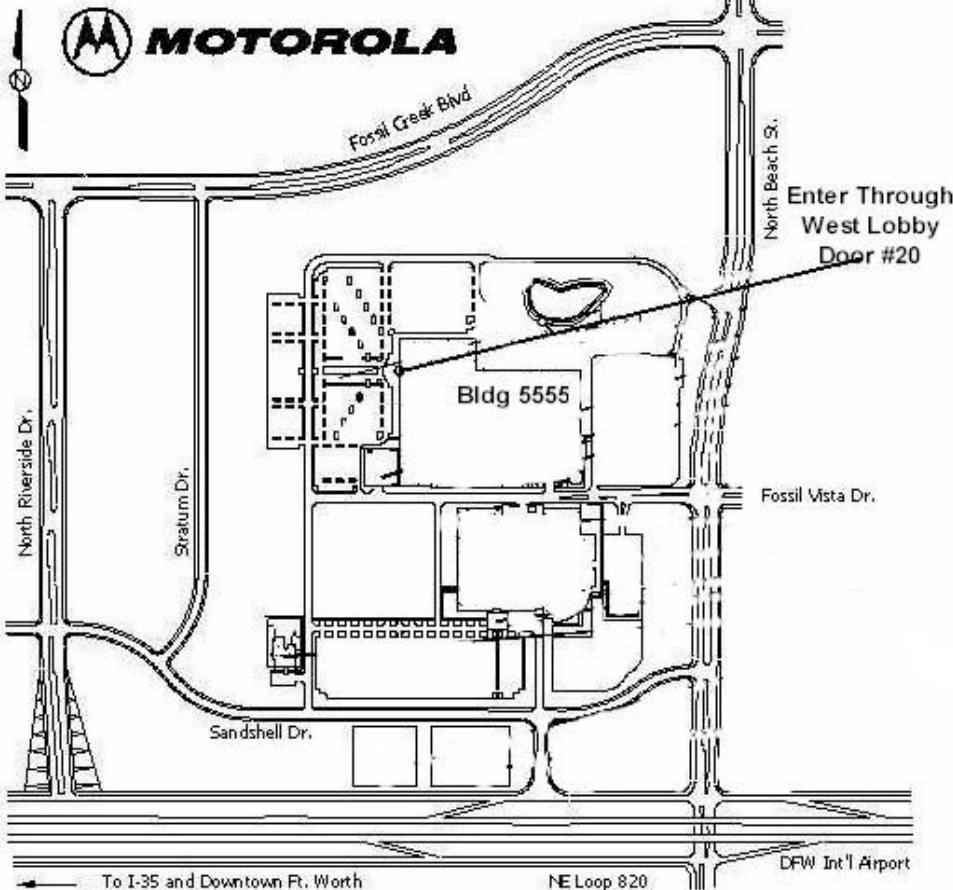 N
MOTOROLA
Fossil Creek Blvd
North Beach St.
Enter Through
West Lobby
Door #20
Bldg 5555
North Riverside Dr.
Stratum Dr.
Fossil Vista Dr.
Sandshell Dr.
DFW Int'l Airport
To I-35 and Downtown Ft. Worth
NE Loop 820